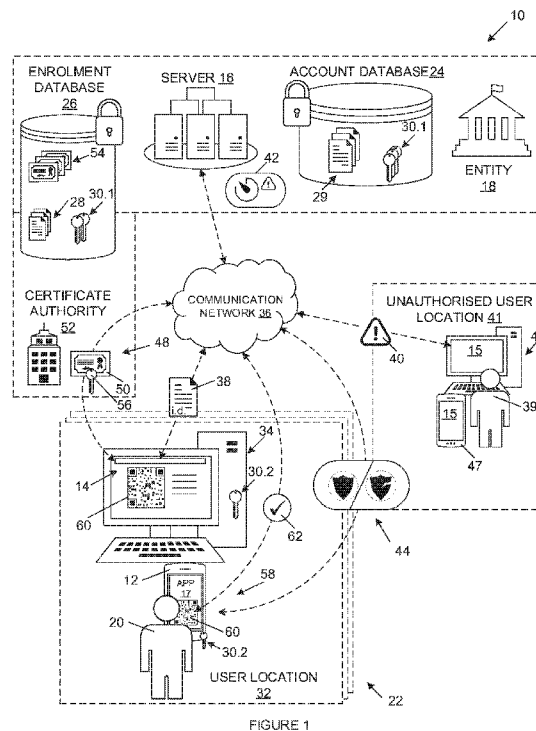 10
ENROLMENT
DATABASE
26
SERVER 18
ACCOUNT DATABASE 24
54
42
30.1
28
30.1
29
ENTITY
18
CERTIFICATE
AUTHORITY
52
COMMUNICATION
NETWORK 36
UNAUTHORISED USER
LOCATION 41
48
50
56
38
i.d
40
15
15
39
47
34
14
60
30.2
62
44
12
APP
17
58
20
60
30.2
USER LOCATION
32
22
FIGURE 1